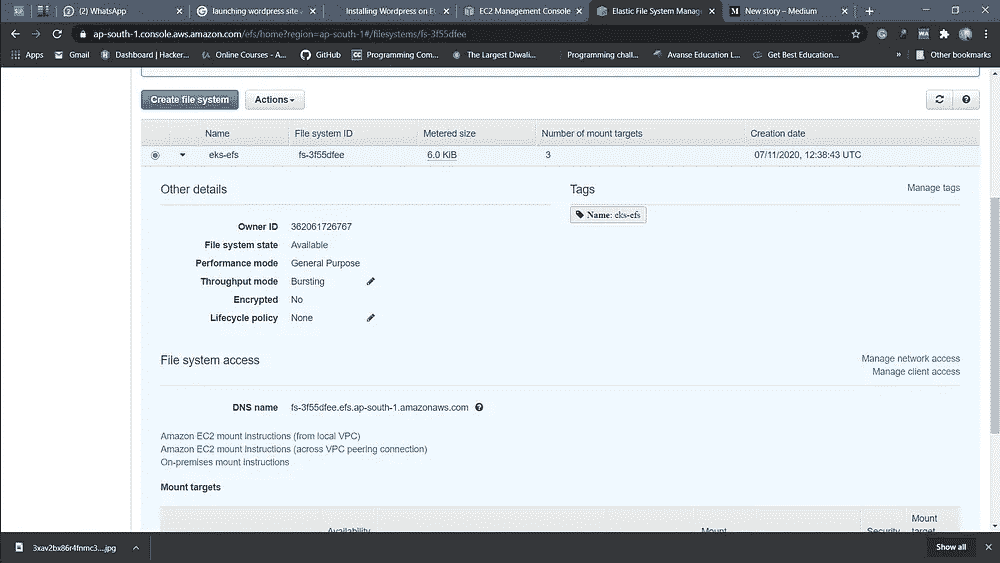 (2) WhatsApp
launching wordpress site
Installing Wordpress on E
EC2 Management Console
Elastic File System Mana
New story – Medium
ap-south-1.console.aws.amazon.com/efs/home?region=ap-south-1#/filesystems/fs-3f55dfee
Apps Gmail Dashboard | Hacker... Online Courses - A... GitHub Programming Com... The Largest Diwali... Programming chall... Avanse Education L... Get Best Education... » Other bookmarks
Create file system Actions
Name File system ID Metered size Number of mount targets Creation date
eks-efs fs-3f55dfee 6.0 KiB 3 07/11/2020, 12:38:43 UTC
Other details
Tags
Manage tags
Name: eks-efs
Owner ID 362061726767
File system state Available
Performance mode General Purpose
Throughput mode Bursting
Encrypted No
Lifecycle policy None
File system access
Manage network access
Manage client access
DNS name fs-3f55dfee.efs.ap-south-1.amazonaws.com
Amazon EC2 mount instructions (from local VPC)
Amazon EC2 mount instructions (across VPC peering connection)
On-premises mount instructions
Mount targets
Availability Mount Security Mount
target
3xav2bx86r4fnmc3....jpg
Show all